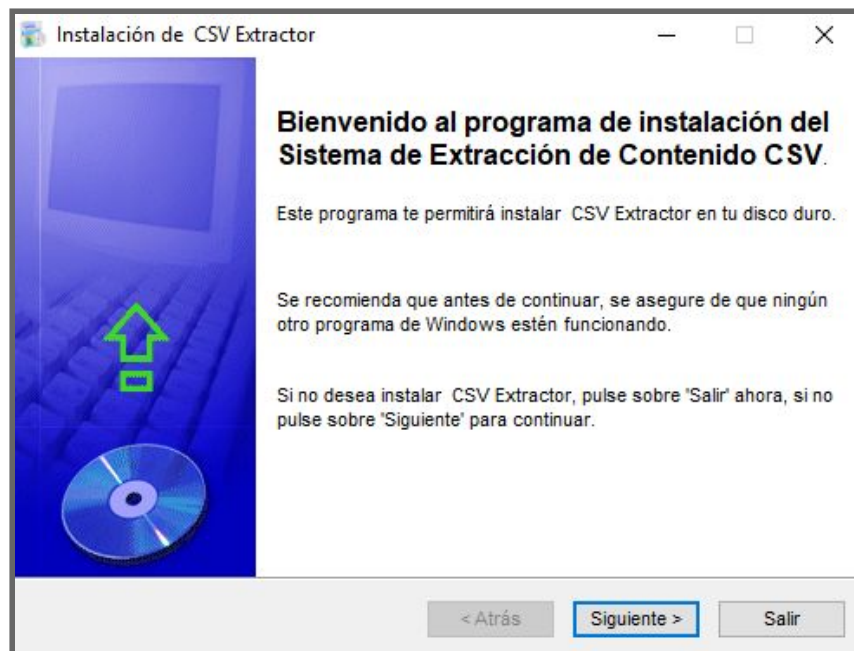 Instalación de CSV Extractor
Bienvenido al programa de instalación del
Sistema de Extracción de Contenido CSV.
Este programa te permitirá instalar CSV Extractor en tu disco duro.
Se recomienda que antes de continuar, se asegure de que ningún
otro programa de Windows estén funcionando.
Si no desea instalar CSV Extractor, pulse sobre 'Salir' ahora, si no
pulse sobre 'Siguiente' para continuar.
< Atrás
Siguiente >
Salir